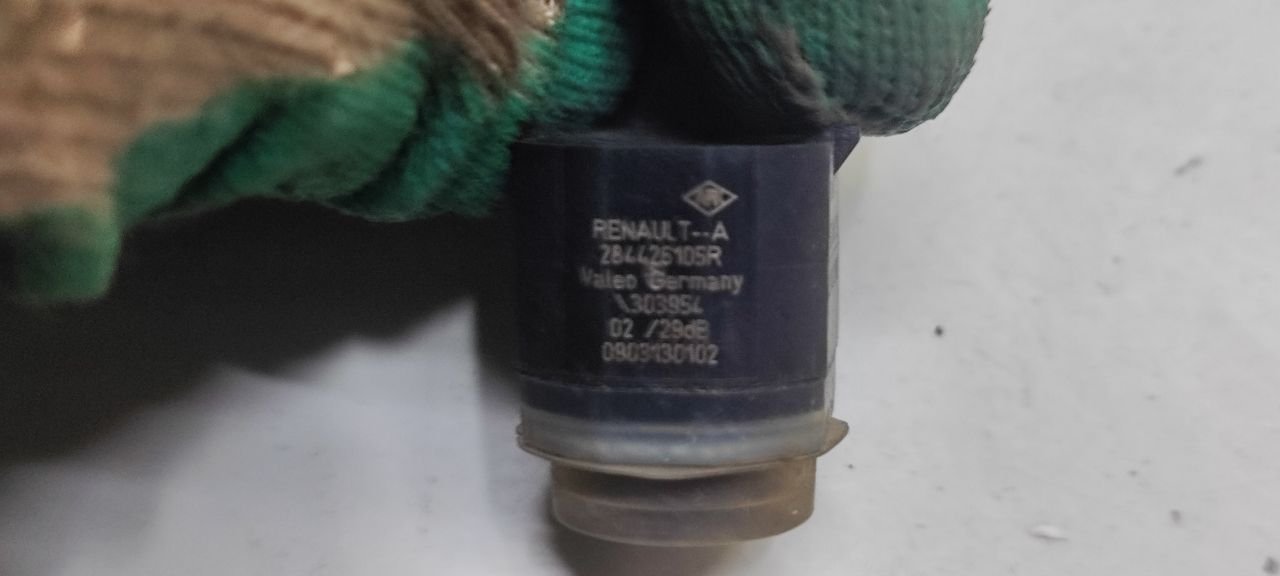 RENAULT--A
284426105R
Valeo Germany
\303954
02 /29dB
0903130102